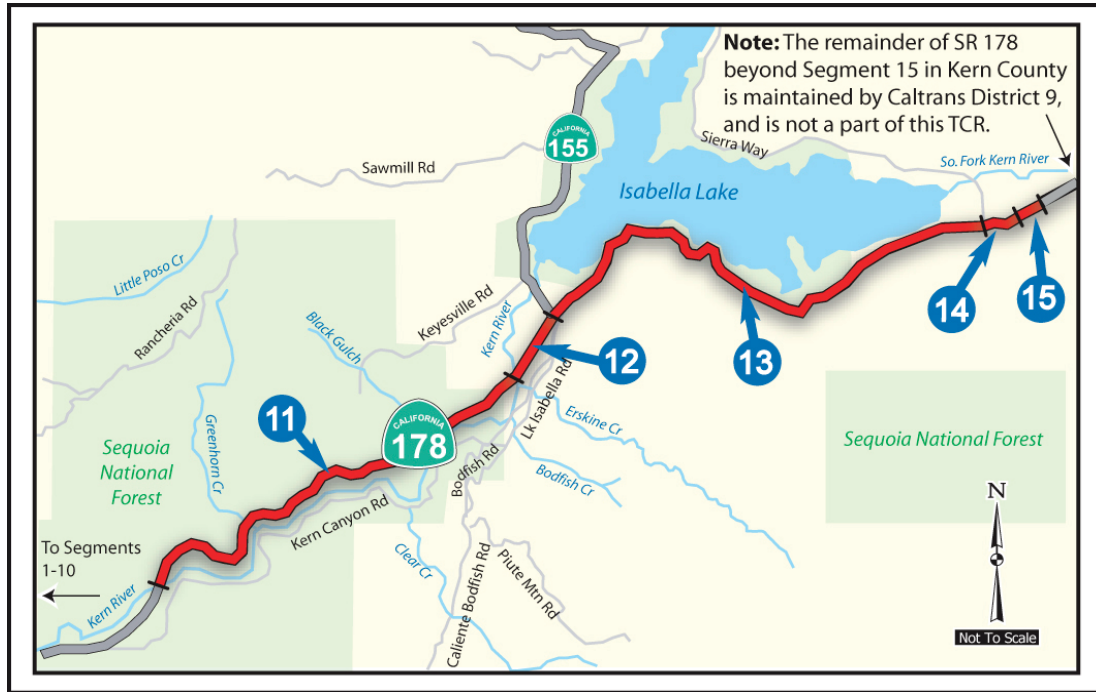 Note: The remainder of SR 178
beyond Segment 15 in Kern County
is maintained by Caltrans District 9,
and is not a part of this TCR.
CALIFORNIA
155
Sierra Way
So. Fork Kern River
Sawmill Rd
Isabella Lake
Little Poso Cr
Rancheria Rd
Keyesville Rd
Kern River
Black Gulch
14
15
13
12
Lk Isabella Rd
11
CALIFORNIA
178
Erskine Cr
Sequoia National Forest
Sequoia
National
Forest
Greenhorn Cr
Bodfish Rd
Bodfish Cr
Kern Canyon Rd
N
To Segments
1-10
Clear Cr
Piute Mtn Rd
Kern River
Caliente Bodfish Rd
Not To Scale